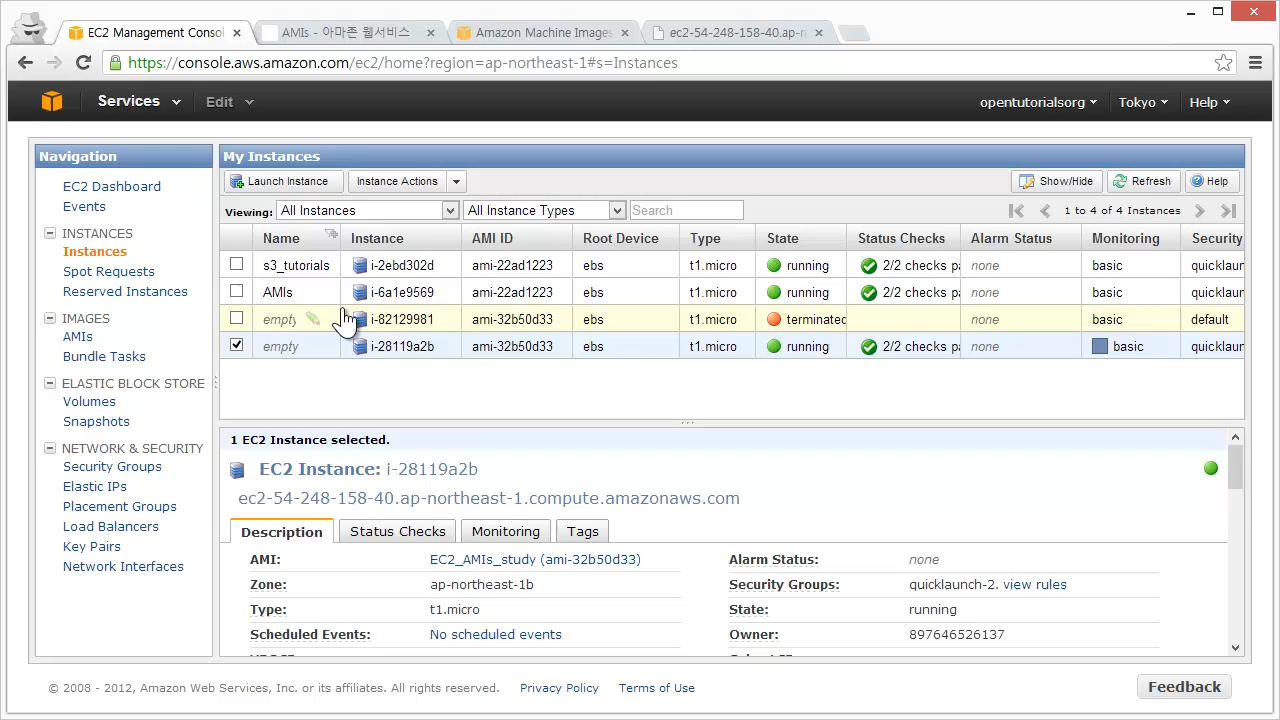 EC2 Management Consol
AMIs - 아마존 웹서비스
Amazon Machine Images
ec2-54-248-158-40.ap-n
https://console.aws.amazon.com/ec2/home?region=ap-northeast-1#s=Instances
Services Edit opentutorialsorg Tokyo Help
Navigation
EC2 Dashboard
Events
INSTANCES
Instances
Spot Requests
Reserved Instances
IMAGES
AMIs
Bundle Tasks
ELASTIC BLOCK STORE
Volumes
Snapshots
NETWORK & SECURITY
Security Groups
Elastic IPs
Placement Groups
Load Balancers
Key Pairs
Network Interfaces
My Instances
Launch Instance Instance Actions Show/Hide Refresh Help
Viewing: All Instances All Instance Types Search 1 to 4 of 4 Instances
Name Instance AMI ID Root Device Type State Status Checks Alarm Status Monitoring Security
s3_tutorials i-2ebd302d ami-22ad1223 ebs t1.micro running 2/2 checks pa none basic quicklaun
AMIs i-6a1e9569 ami-22ad1223 ebs t1.micro running 2/2 checks pa none basic quicklaun
empty i-82129981 ami-32b50d33 ebs t1.micro terminated none basic default
empty i-28119a2b ami-32b50d33 ebs t1.micro running 2/2 checks pa none basic quicklaun
1 EC2 Instance selected.
EC2 Instance: i-28119a2b
ec2-54-248-158-40.ap-northeast-1.compute.amazonaws.com
Description Status Checks Monitoring Tags
AMI: EC2_AMIs_study (ami-32b50d33) Alarm Status: none
Zone: ap-northeast-1b Security Groups: quicklaunch-2. view rules
Type: t1.micro State: running
Scheduled Events: No scheduled events Owner: 897646526137
© 2008 - 2012, Amazon Web Services, Inc. or its affiliates. All rights reserved. Privacy Policy Terms of Use Feedback